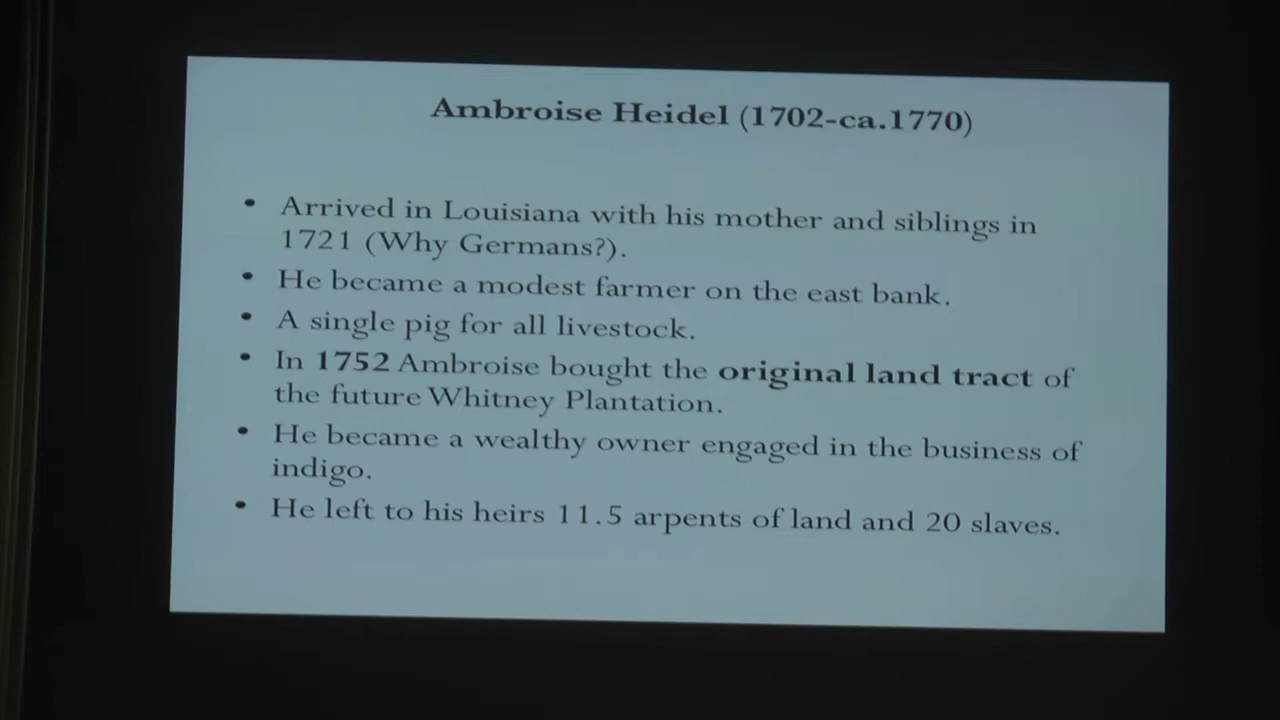 Ambroise Heidel (1702-ca.1770)
• Arrived in Louisiana with his mother and siblings in
1721 (Why Germans?).
• He became a modest farmer on the east bank.
• A single pig for all livestock.
• In 1752 Ambroise bought the original land tract of
the future Whitney Plantation.
• He became a wealthy owner engaged in the business of
indigo.
• He left to his heirs 11.5 arpents of land and 20 slaves.